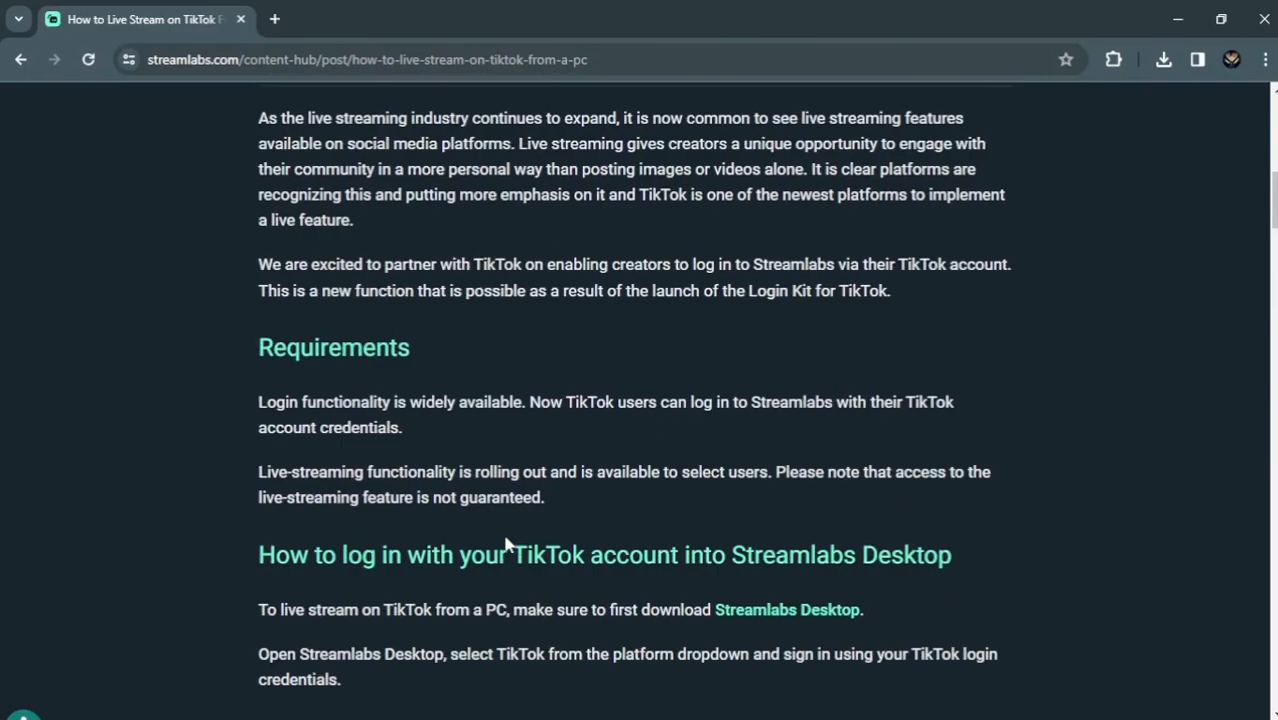 How to Live Stream on TikTok F
streamlabs.com/content-hub/post/how-to-live-stream-on-tiktok-from-a-pc
As the live streaming industry continues to expand, it is now common to see live streaming features
available on social media platforms. Live streaming gives creators a unique opportunity to engage with
their community in a more personal way than posting images or videos alone. It is clear platforms are
recognizing this and putting more emphasis on it and TikTok is one of the newest platforms to implement
a live feature.
We are excited to partner with TikTok on enabling creators to log in to Streamlabs via their TikTok account.
This is a new function that is possible as a result of the launch of the Login Kit for TikTok.
Requirements
Login functionality is widely available. Now TikTok users can log in to Streamlabs with their TikTok
account credentials.
Live-streaming functionality is rolling out and is available to select users. Please note that access to the
live-streaming feature is not guaranteed.
How to log in with your TikTok account into Streamlabs Desktop
To live stream on TikTok from a PC, make sure to first download Streamlabs Desktop.
Open Streamlabs Desktop, select TikTok from the platform dropdown and sign in using your TikTok login
credentials.